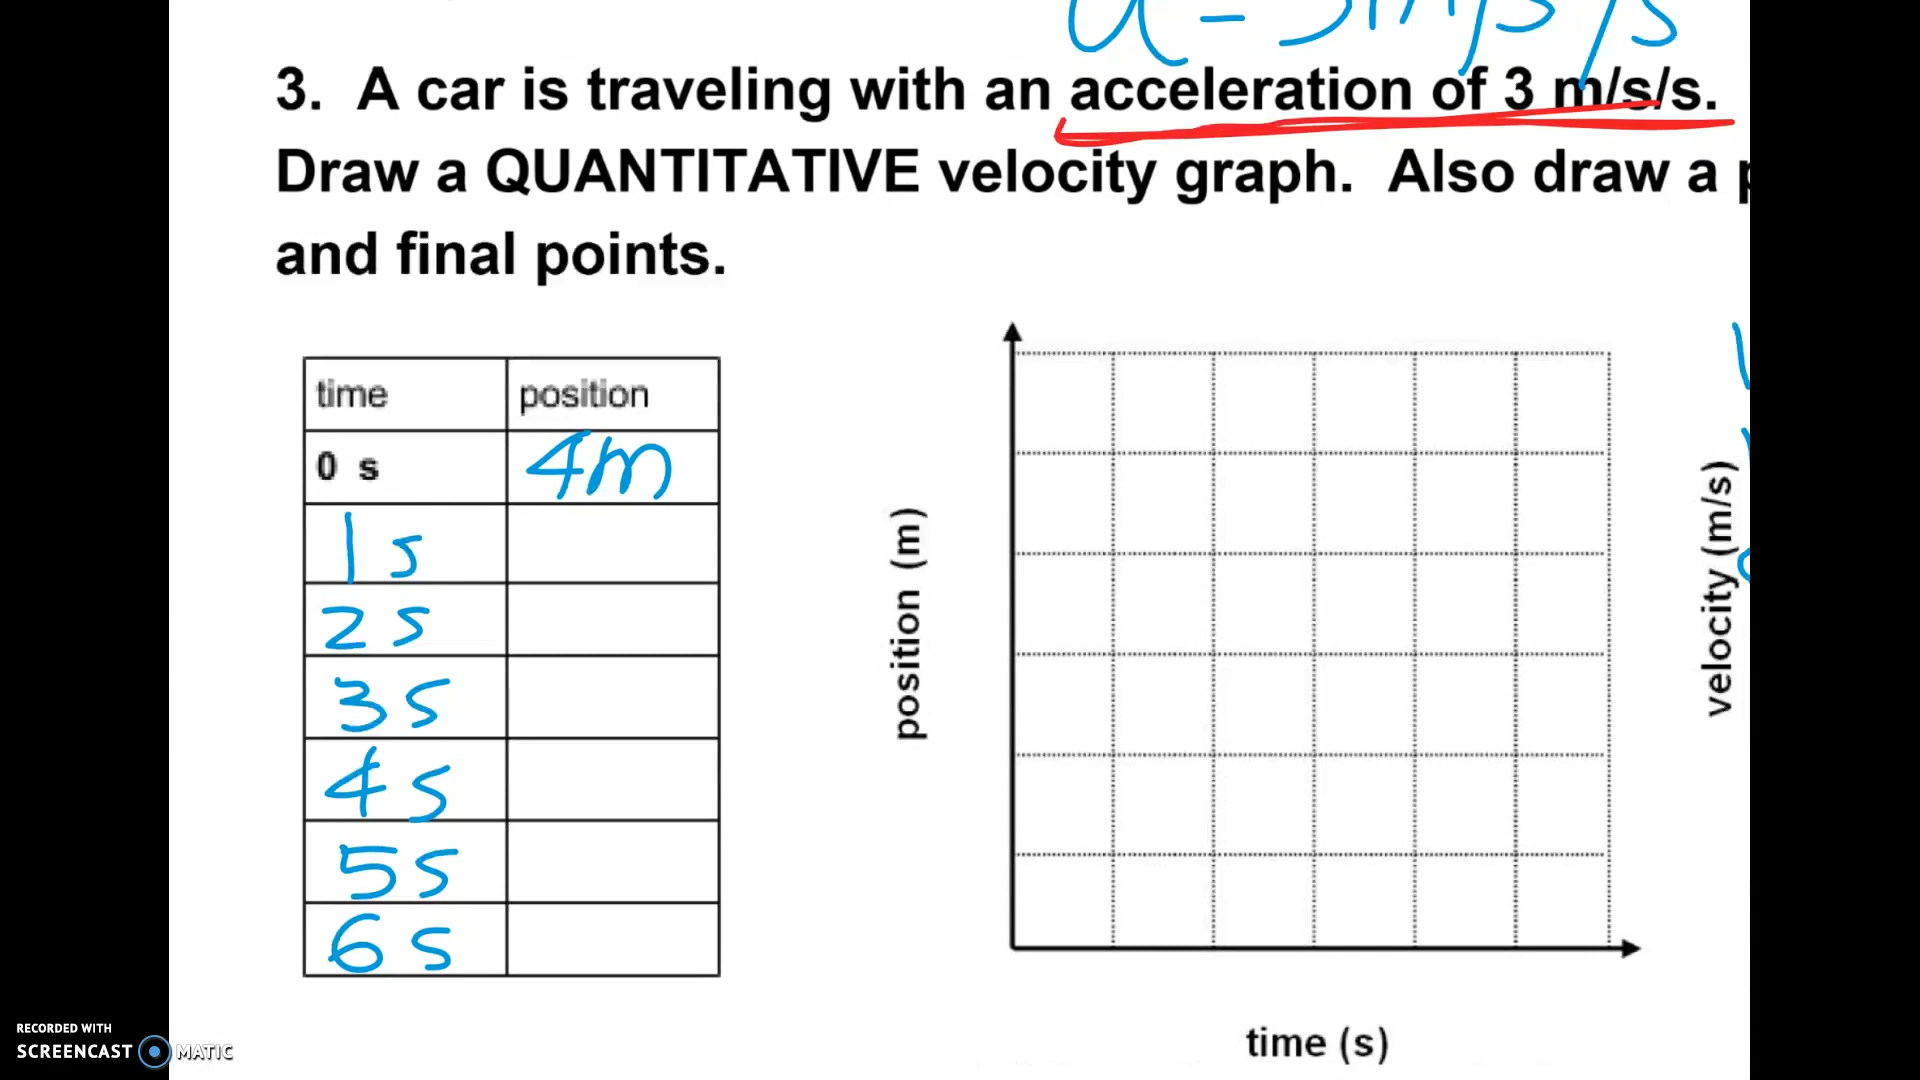 a = 3m/s/s
3. A car is traveling with an acceleration of 3 m/s/s.
Draw a QUANTITATIVE velocity graph. Also draw a
and final points.
time position
0 s 4m
1 s
2 s
3 s
4 s
5 s
6 s
position (m)
time (s)
velocity (m/s)
RECORDED WITH
SCREENCAST MATIC